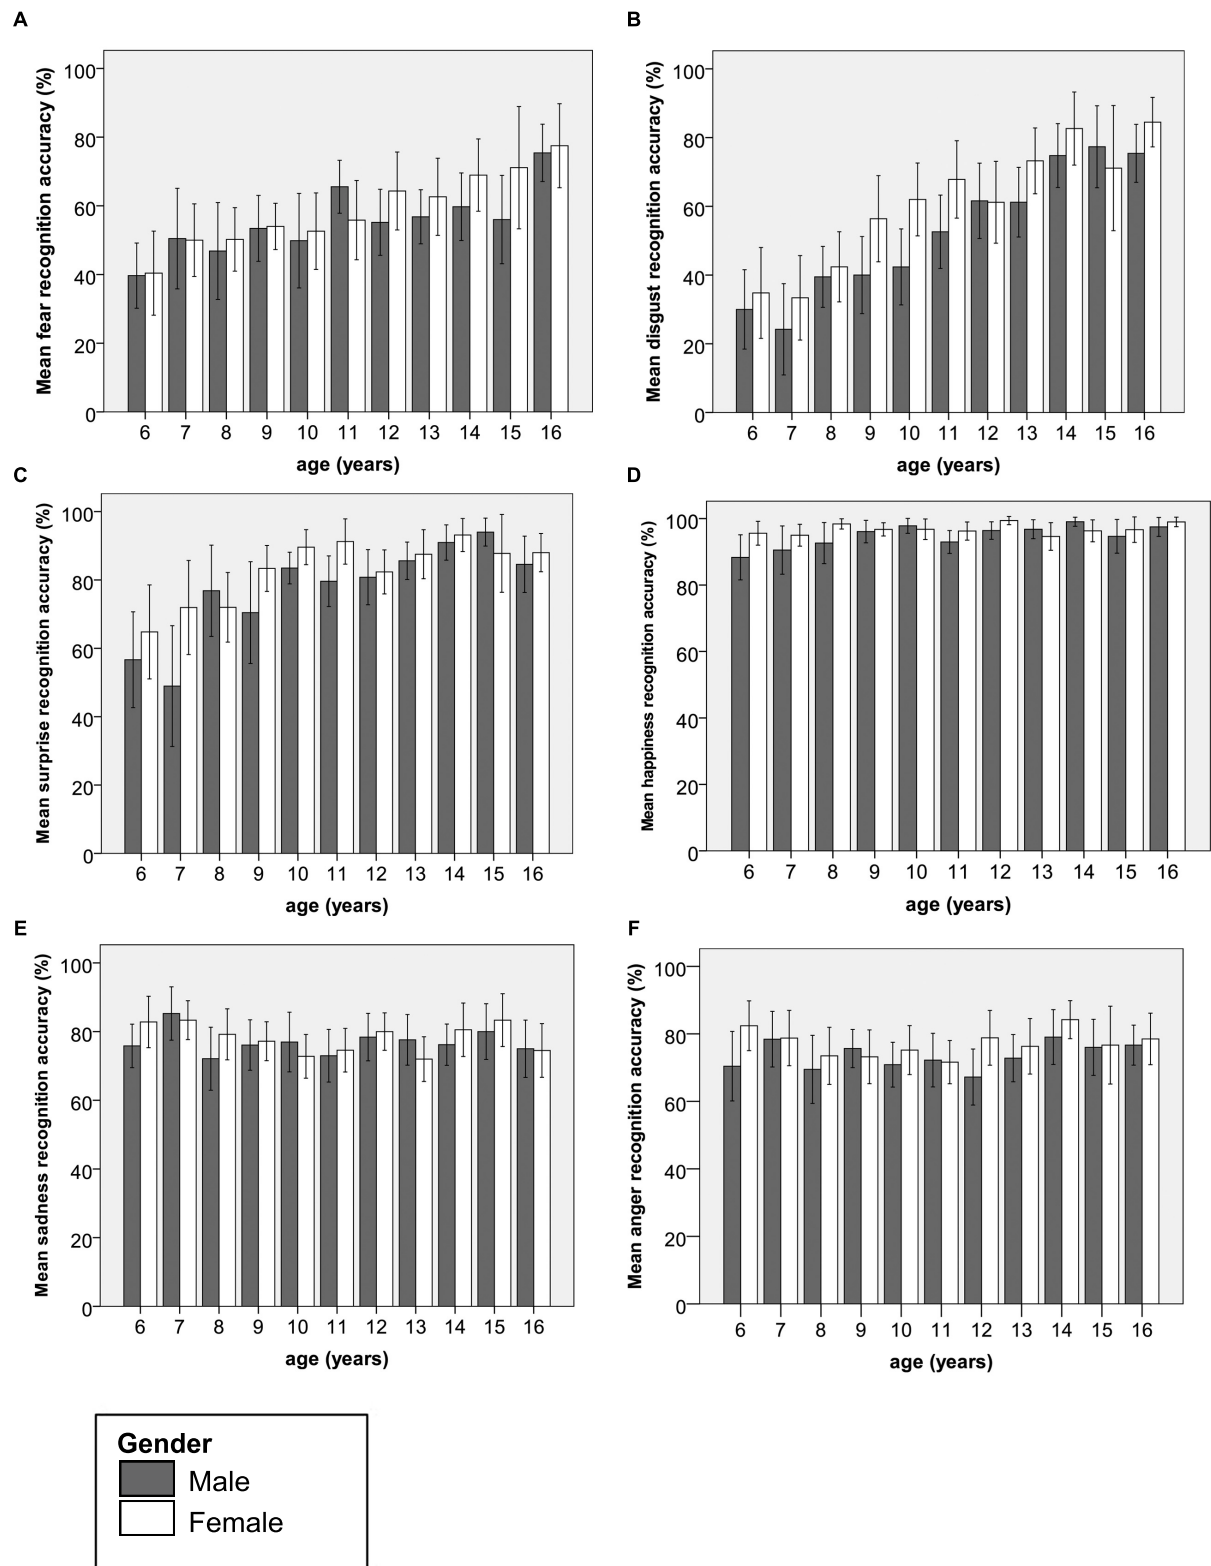 A
Mean fear recognition accuracy (%)
100
80
60
40
20
0
6 7 8 9 10 11 12 13 14 15 16
age (years)
B
Mean disgust recognition accuracy (%)
100
80
60
40
20
0
6 7 8 9 10 11 12 13 14 15 16
age (years)
C
Mean surprise recognition accuracy (%)
100
80
60
40
20
0
6 7 8 9 10 11 12 13 14 15 16
age (years)
D
Mean happiness recognition accuracy (%)
100
80
60
40
20
0
6 7 8 9 10 11 12 13 14 15 16
age (years)
E
Mean sadness recognition accuracy (%)
100
80
60
40
20
0
6 7 8 9 10 11 12 13 14 15 16
age (years)
F
Mean anger recognition accuracy (%)
100
80
60
40
20
0
6 7 8 9 10 11 12 13 14 15 16
age (years)
Gender
Male
Female